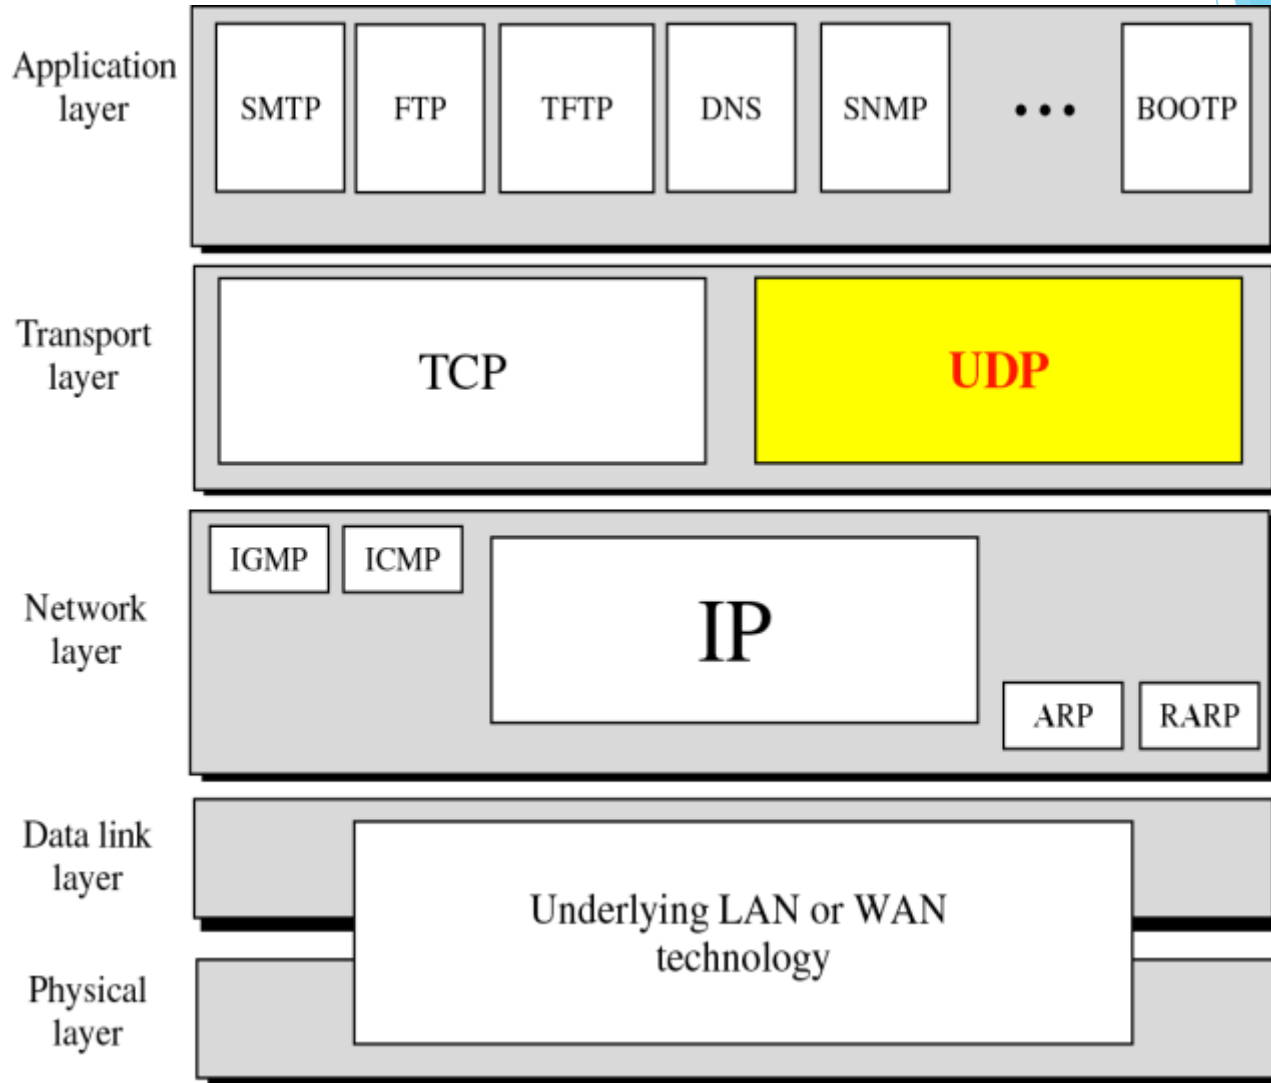 Application
layer
SMTP
FTP
TFTP
DNS
SNMP
•••
BOOTP
Transport
layer
TCP
UDP
Network
layer
IGMP
ICMP
IP
ARP
RARP
Data link
layer
Underlying LAN or WAN
technology
Physical
layer